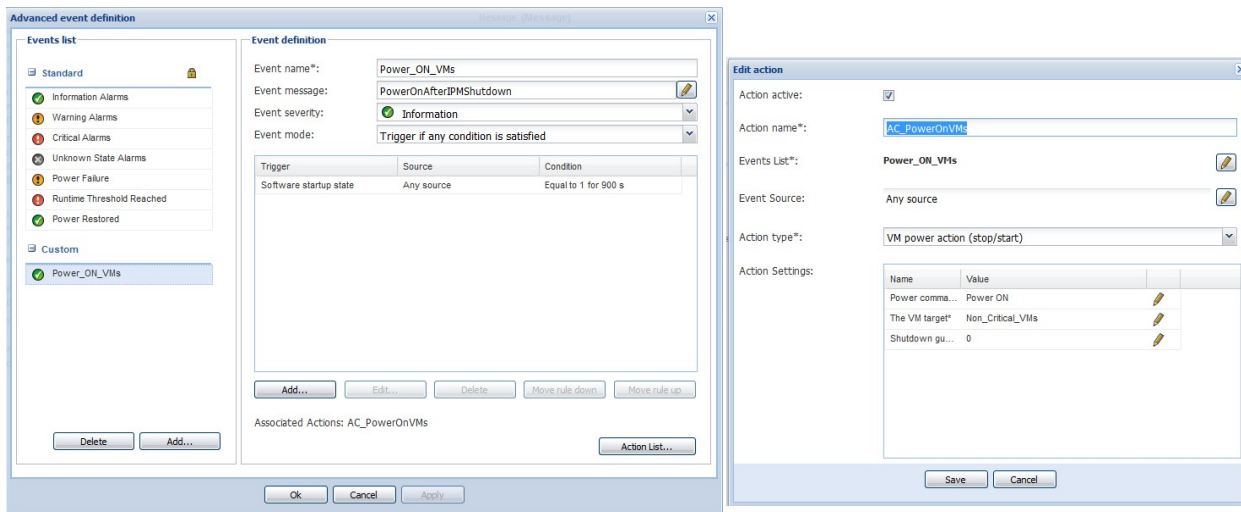 Advanced event definition
Events list
Standard
Information Alarms
Warning Alarms
Critical Alarms
Unknown State Alarms
Power Failure
Runtime Threshold Reached
Power Restored
Custom
Power_ON_VMs
Delete
Add...
Event definition
Event name*: Power_ON_VMs
Event message: PowerOnAfterIPMShutdown
Event severity: Information
Event mode: Trigger if any condition is satisfied
Trigger Source Condition
Software startup state Any source Equal to 1 for 900 s
Add... Edit... Delete Move rule down Move rule up
Associated Actions: AC_PowerOnVMs
Action List...
Ok Cancel Apply
Edit action
Action active:
Action name*: AC_PowerOnVMs
Events List*: Power_ON_VMs
Event Source: Any source
Action type*: VM power action (stop/start)
Action Settings:
Name Value
Power comma... Power ON
The VM target* Non_Critical_VMs
Shutdown gu... 0
Save Cancel